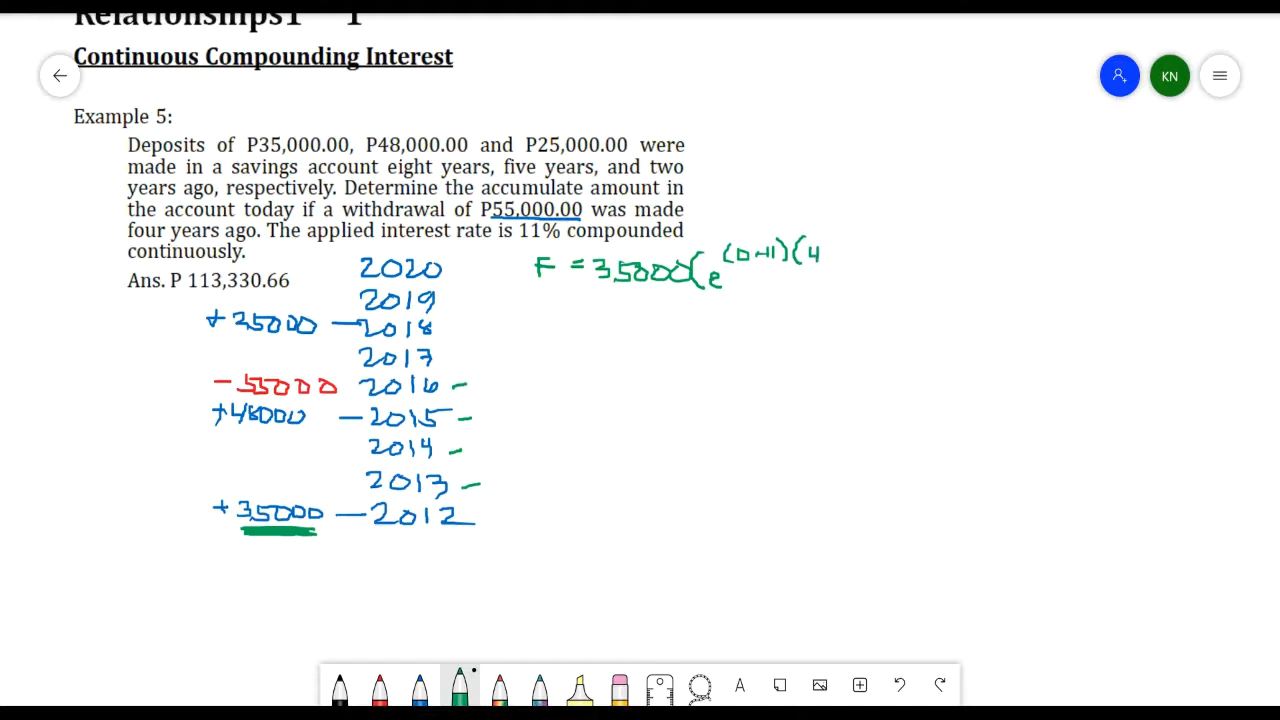 Relationships I
Continuous Compounding Interest
KN
Example 5:
Deposits of P35,000.00, P48,000.00 and P25,000.00 were
made in a savings account eight years, five years, and two
years ago, respectively. Determine the accumulate amount in
the account today if a withdrawal of P55,000.00 was made
four years ago. The applied interest rate is 11% compounded
continuously.
Ans. P 113,330.66
2020
F = 35000(e^(0.11)(4
2019
+ 25000 — 2018
2017
- 55000 2016 -
+48000 — 2015 -
2014 -
2013 -
+ 35000 — 2012
A